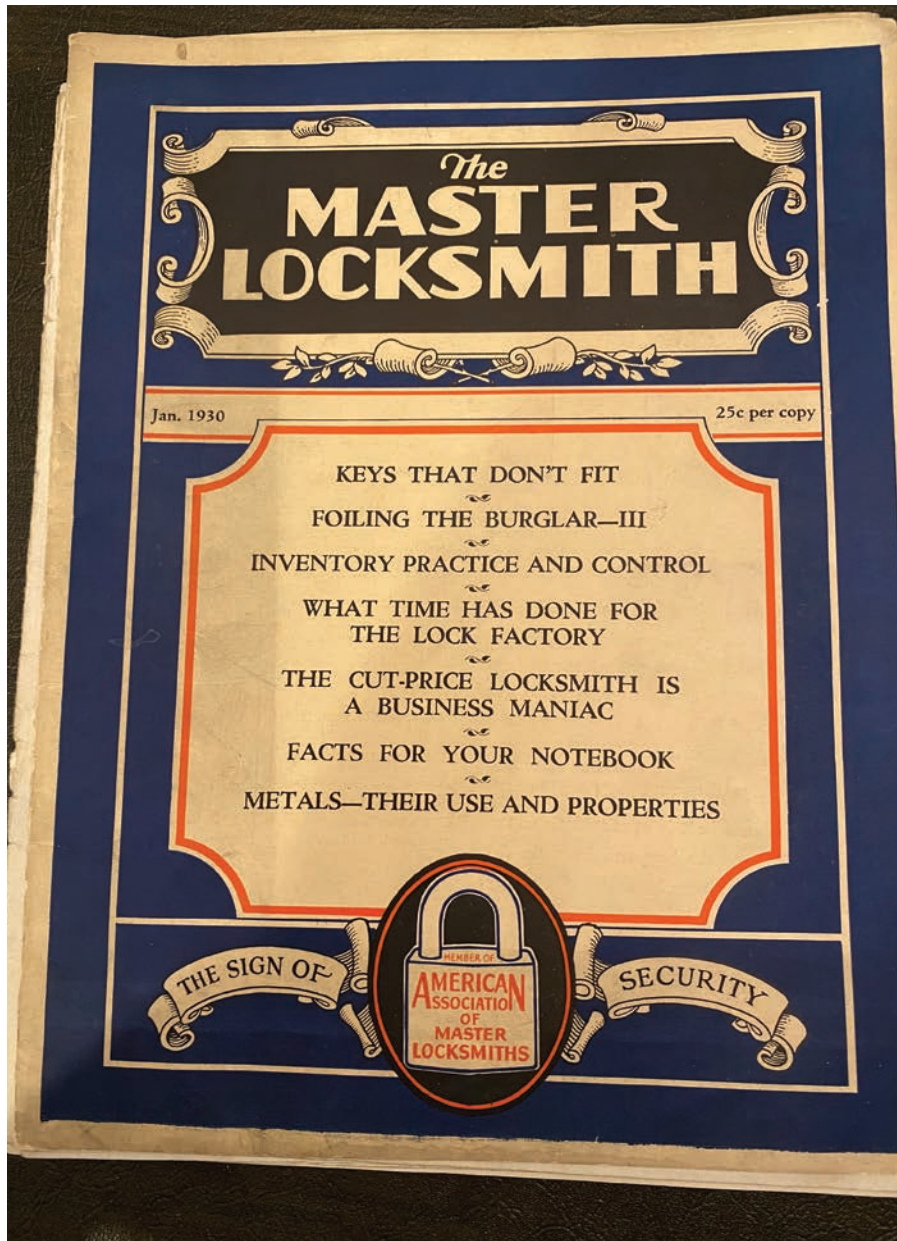 The
MASTER
LOCKSMITH
Jan. 1930
25c per copy
KEYS THAT DON'T FIT
FOILING THE BURGLAR—III
INVENTORY PRACTICE AND CONTROL
WHAT TIME HAS DONE FOR
THE LOCK FACTORY
THE CUT-PRICE LOCKSMITH IS
A BUSINESS MANIAC
FACTS FOR YOUR NOTEBOOK
METALS—THEIR USE AND PROPERTIES
THE SIGN OF
MEMBER OF
AMERICAN
ASSOCIATION
OF
MASTER
LOCKSMITHS
SECURITY